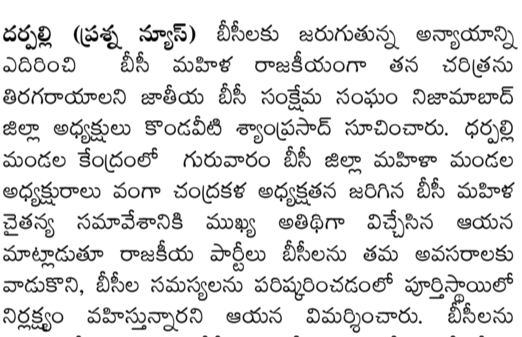 దర్పల్లి (ప్రశ్న న్యూస్) బీసీలకు జరుగుతున్న అన్యాయాన్ని
ఎదిరించి బీసీ మహిళ రాజకీయంగా తన చరిత్రను
తిరగరాయాలని జాతీయ బీసీ సంక్షేమ సంఘం నిజామాబాద్
జిల్లా అధ్యక్షులు కొండవీటి శ్యాంప్రసాద్ సూచించారు. ధర్పల్లి
మండల కేంద్రంలో గురువారం బీసీ జిల్లా మహిళా మండల
అధ్యక్షురాలు వంగా చంద్రకళ అధ్యక్షతన జరిగిన బీసీ మహిళ
చైతన్య సమావేశానికి ముఖ్య అతిథిగా విచ్చేసిన ఆయన
మాట్లాడుతూ రాజకీయ పార్టీలు బీసీలను తమ అవసరాలకు
వాడుకొని, బీసీల సమస్యలను పరిష్కరించడంలో పూర్తిస్థాయిలో
నిర్లక్ష్యం వహిస్తున్నారని ఆయన విమర్శించారు. బీసీలను